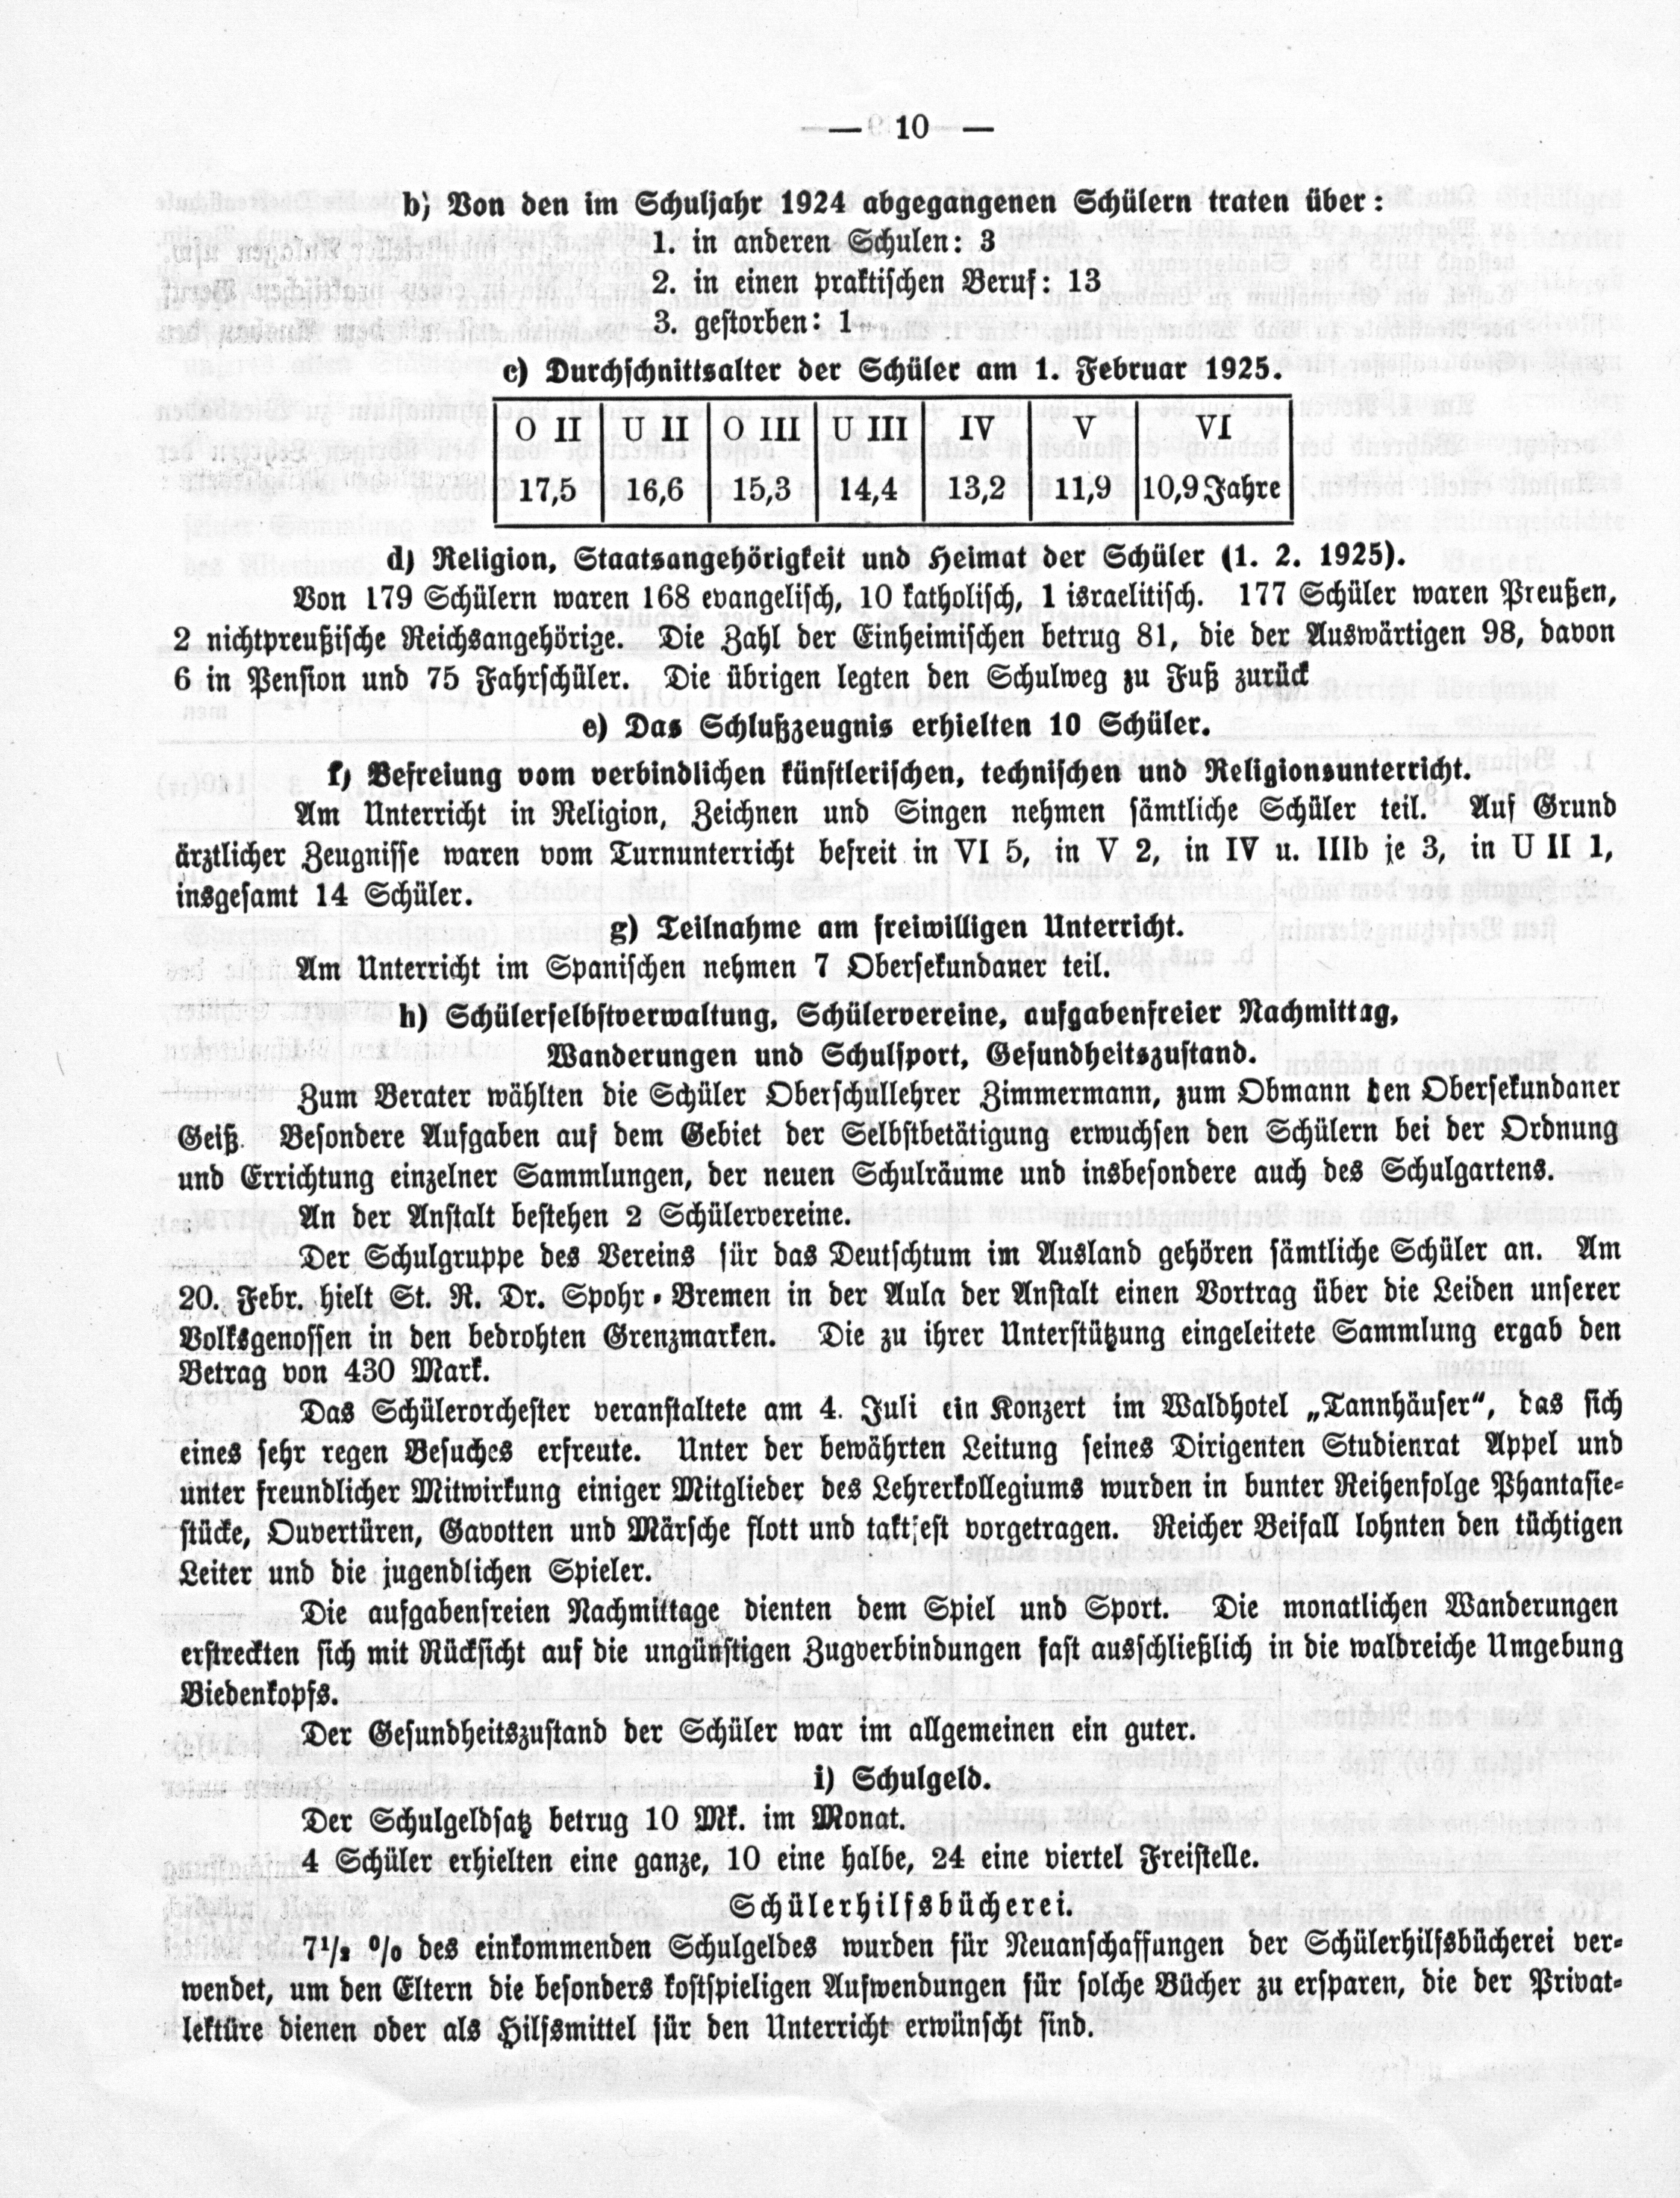 — 10 —
b) Von den im Schuljahr 1924 abgegangenen Schülern traten über:
1. in anderen Schulen: 3
2. in einen praktischen Beruf: 13
3. gestorben: 1
c) Durchschnittsalter der Schüler am 1. Februar 1925.
O II U II O III U III IV V VI
17,5 16,6 15,3 14,4 13,2 11,9 10,9 Jahre
d) Religion, Staatsangehörigkeit und Heimat der Schüler (1. 2. 1925).
Von 179 Schülern waren 168 evangelisch, 10 katholisch, 1 israelitisch. 177 Schüler waren Preußen,
2 nichtpreußische Reichsangehörige. Die Zahl der Einheimischen betrug 81, die der Auswärtigen 98, davon
6 in Pension und 75 Fahrschüler. Die übrigen legten den Schulweg zu Fuß zurück
e) Das Schlußzeugnis erhielten 10 Schüler.
f) Befreiung vom verbindlichen künstlerischen, technischen und Religionsunterricht.
Am Unterricht in Religion, Zeichnen und Singen nehmen sämtliche Schüler teil. Auf Grund
ärztlicher Zeugnisse waren vom Turnunterricht befreit in VI 5, in V 2, in IV u. IIIb je 3, in U II 1,
insgesamt 14 Schüler.
g) Teilnahme am freiwilligen Unterricht.
Am Unterricht im Spanischen nehmen 7 Obersekundaner teil.
h) Schülerselbstverwaltung, Schülervereine, aufgabenfreier Nachmittag,
Wanderungen und Schulsport, Gesundheitszustand.
Zum Berater wählten die Schüler Oberschullehrer Zimmermann, zum Obmann den Obersekundaner
Geiß. Besondere Aufgaben auf dem Gebiet der Selbstbetätigung erwuchsen den Schülern bei der Ordnung
und Errichtung einzelner Sammlungen, der neuen Schulräume und insbesondere auch des Schulgartens.
An der Anstalt bestehen 2 Schülervereine.
Der Schulgruppe des Vereins für das Deutschtum im Ausland gehören sämtliche Schüler an. Am
20. Febr. hielt St. R. Dr. Spohr-Bremen in der Aula der Anstalt einen Vortrag über die Leiden unserer
Volksgenossen in den bedrohten Grenzmarken. Die zu ihrer Unterstützung eingeleitete Sammlung ergab den
Betrag von 430 Mark.
Das Schülerorchester veranstaltete am 4. Juli ein Konzert im Waldhotel „Tannhäuser“, das sich
eines sehr regen Besuches erfreute. Unter der bewährten Leitung seines Dirigenten Studienrat Appel und
unter freundlicher Mitwirkung einiger Mitglieder des Lehrerkollegiums wurden in bunter Reihenfolge Phantasie-
stücke, Ouvertüren, Gavotten und Märsche flott und taktfest vorgetragen. Reicher Beifall lohnten den tüchtigen
Leiter und die jugendlichen Spieler.
Die aufgabenfreien Nachmittage dienten dem Spiel und Sport. Die monatlichen Wanderungen
erstreckten sich mit Rücksicht auf die ungünstigen Zugverbindungen fast ausschließlich in die waldreiche Umgebung
Biedenkopfs.
Der Gesundheitszustand der Schüler war im allgemeinen ein guter.
i) Schulgeld.
Der Schulgeldsatz betrug 10 Mk. im Monat.
4 Schüler erhielten eine ganze, 10 eine halbe, 24 eine viertel Freistelle.
Schülerhilfsbücherei.
7 1/2 % des einkommenden Schulgeldes wurden für Neuanschaffungen der Schülerhilfsbücherei ver-
wendet, um den Eltern die besonders kostspieligen Aufwendungen für solche Bücher zu ersparen, die der Privat-
lektüre dienen oder als Hilfsmittel für den Unterricht erwünscht sind.